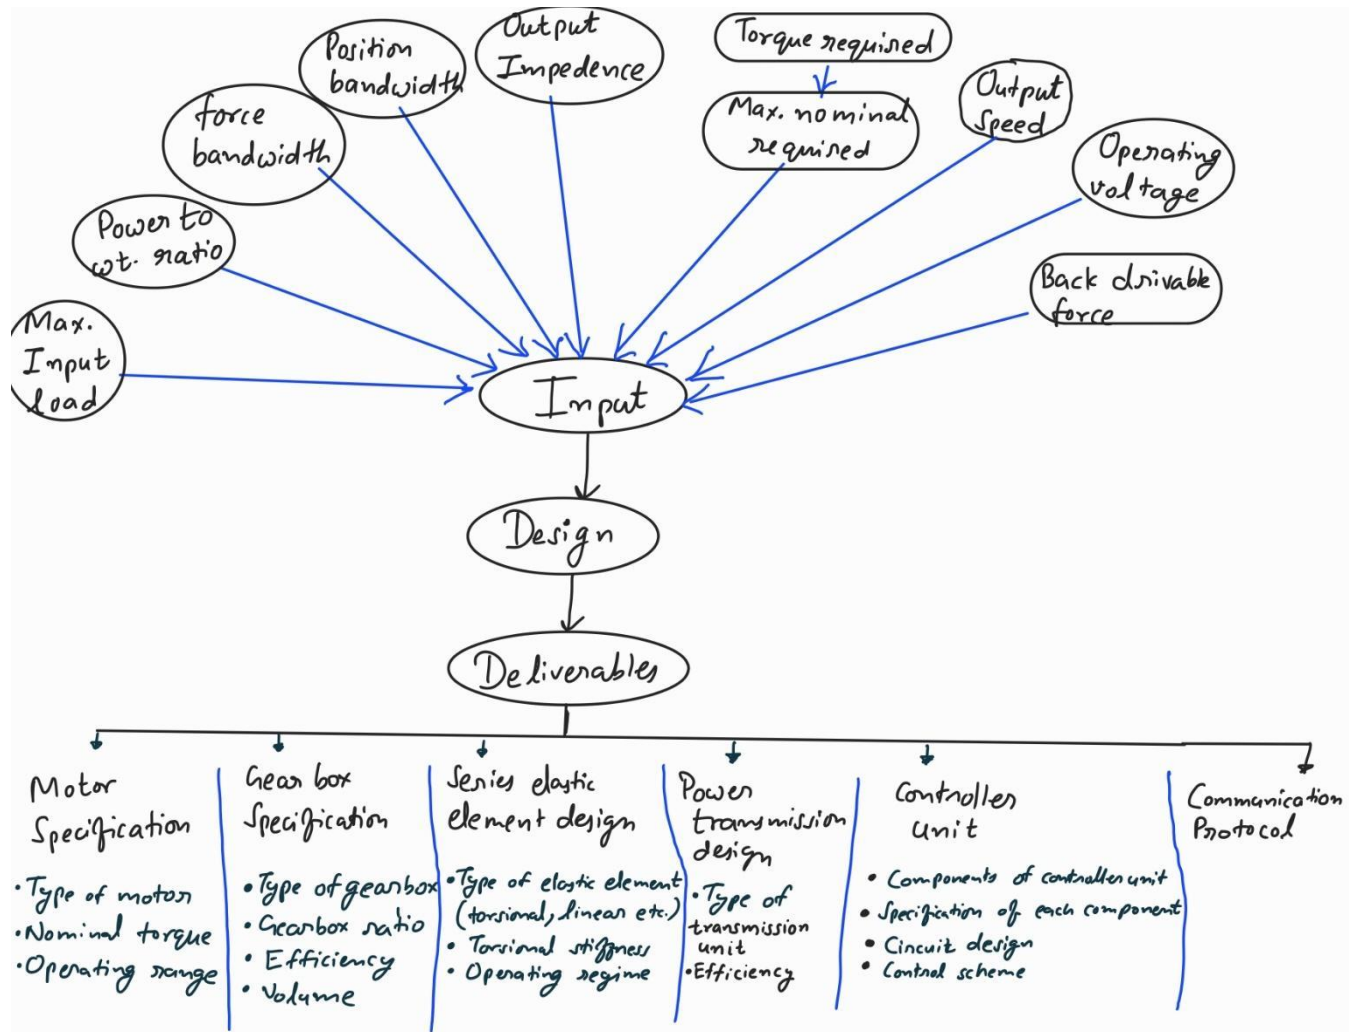 Output
Impedence
Position
bandwidth
force
bandwidth
Power to
wt. ratio
Max.
Input
load
Torque required
Max. nominal
required
Output
Speed
Operating
voltage
Back drivable
force
Input
Design
Deliverables
Motor
Specification
•Type of motor
•Nominal torque
•Operating range
Gear box
Specification
•Type of gearbox
•Gearbox ratio
• Efficiency
• Volume
Series elastic
element design
•Type of elastic element
(torsional, linear etc.)
• Torsional stiffness
• Operating regime
Power
transmission
design
•Type of
transmission
unit
•Efficiency
Controller
unit
• Components of controller unit
• Specification of each component
• Circuit design
• Control scheme
Communication
Protocol